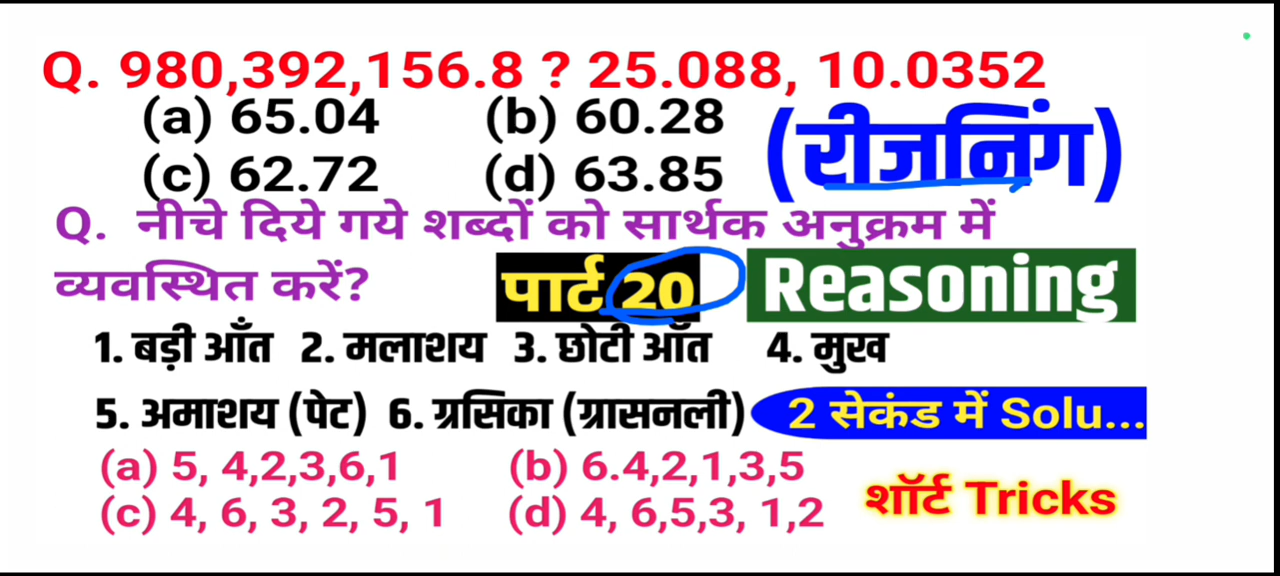 Q. 980,392,156.8 ? 25.088, 10.0352
(a) 65.04 (b) 60.28
(c) 62.72 (d) 63.85
(रीजनिंग)
Q. नीचे दिये गये शब्दों को सार्थक अनुक्रम में
व्यवस्थित करें?
पार्ट 20 Reasoning
1. बड़ी आँत 2. मलाशय 3. छोटी आँत 4. मुख
5. अमाशय (पेट) 6. ग्रसिका (ग्रासनली)
2 सेकंड में Solu...
(a) 5, 4,2,3,6,1 (b) 6.4,2,1,3,5
(c) 4, 6, 3, 2, 5, 1 (d) 4, 6,5,3, 1,2
शॉर्ट Tricks